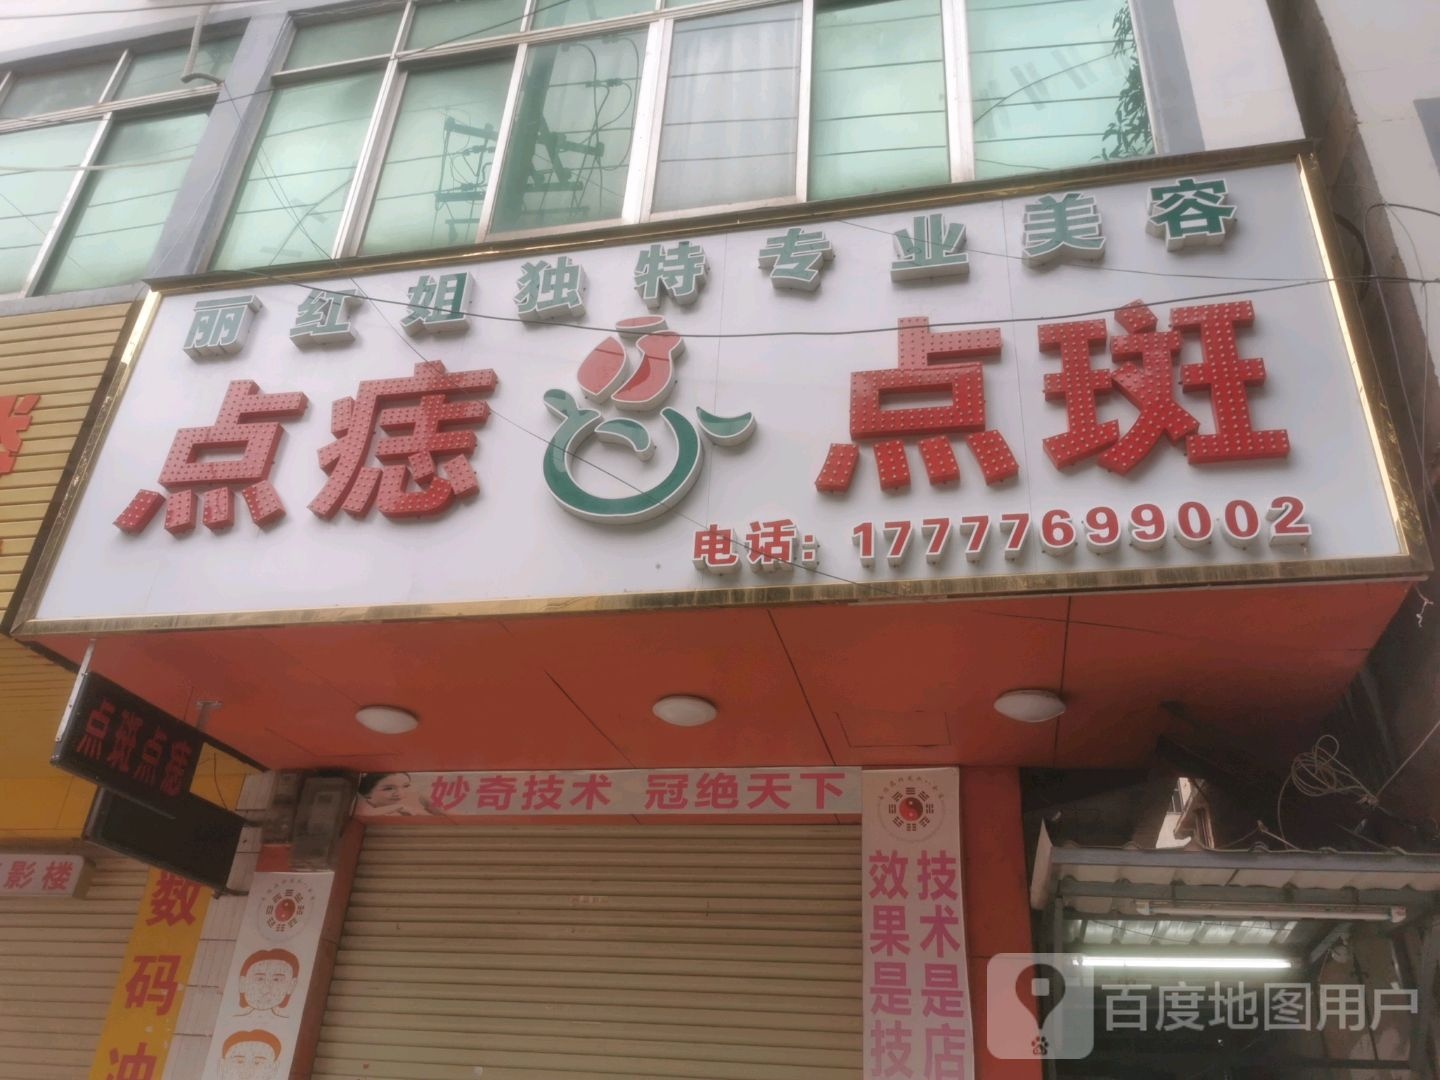 丽红姐独特专业美容
点痣 点斑
电话：17777699002
点斑点痣
妙奇技术 冠绝天下
技术是店
效果是技
影楼
数码冲
百度地图用户